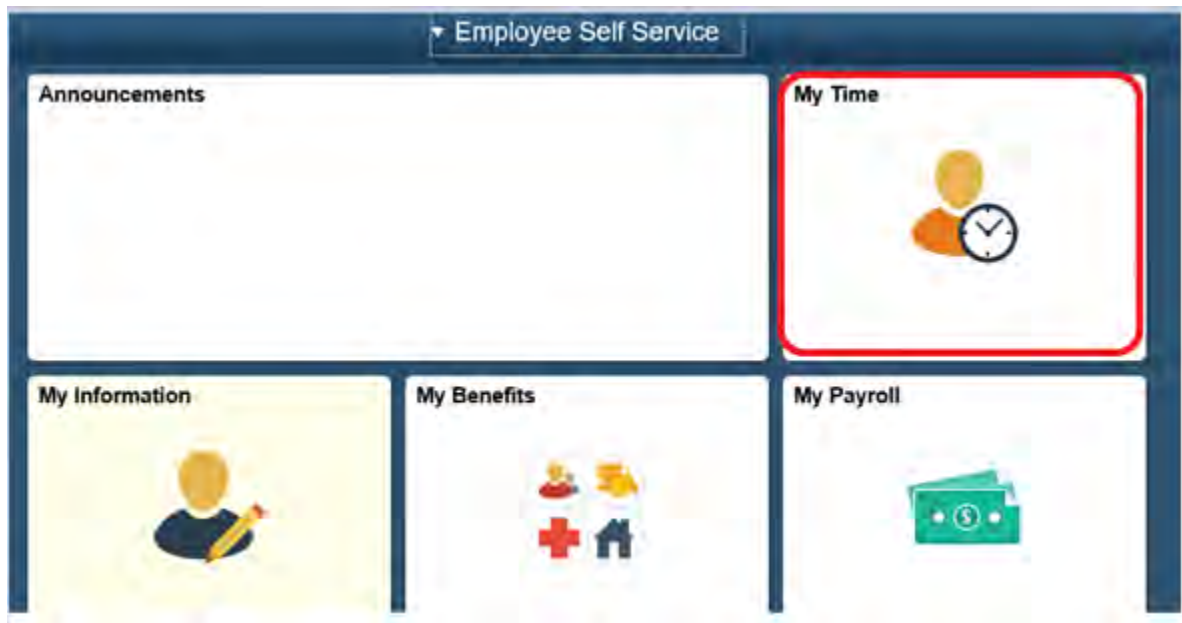 Employee Self Service
Announcements
My Time
My Information
My Benefits
My Payroll
$